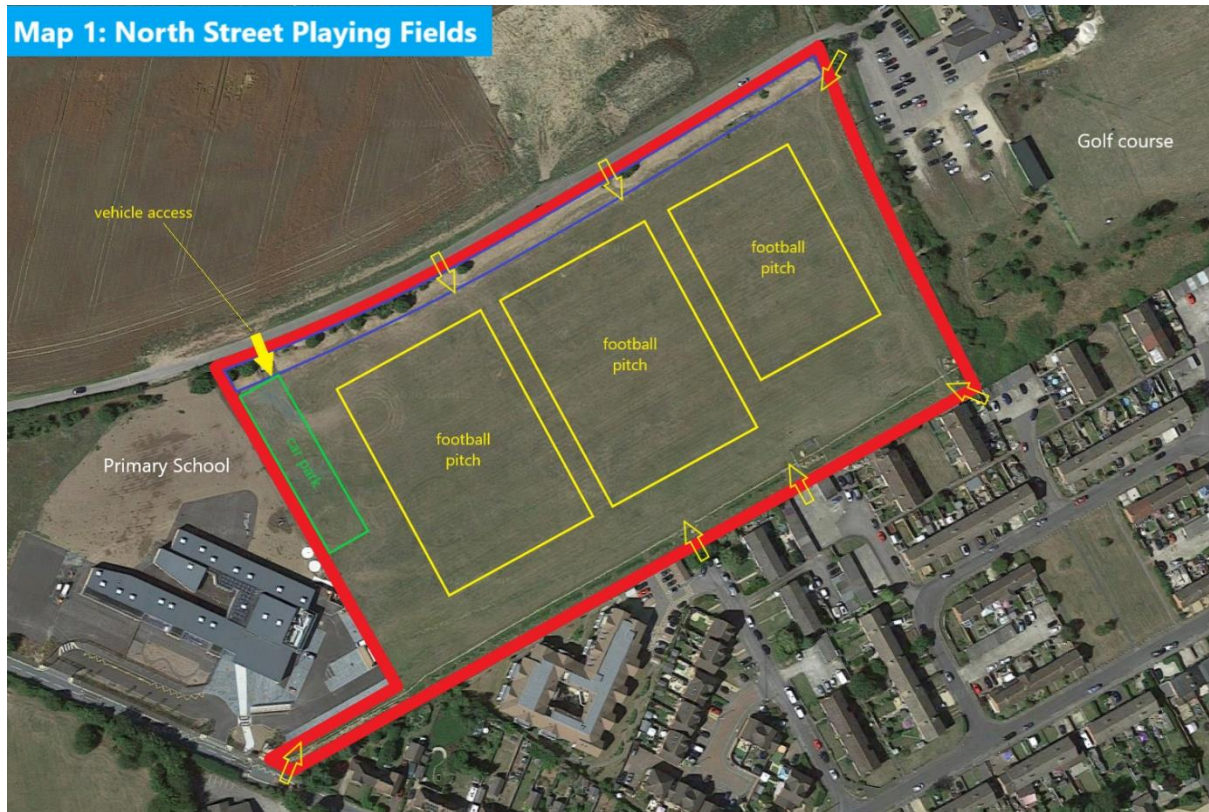 Map 1: North Street Playing Fields
Golf course
vehicle access
football
pitch
football
pitch
football
pitch
Primary School
car park